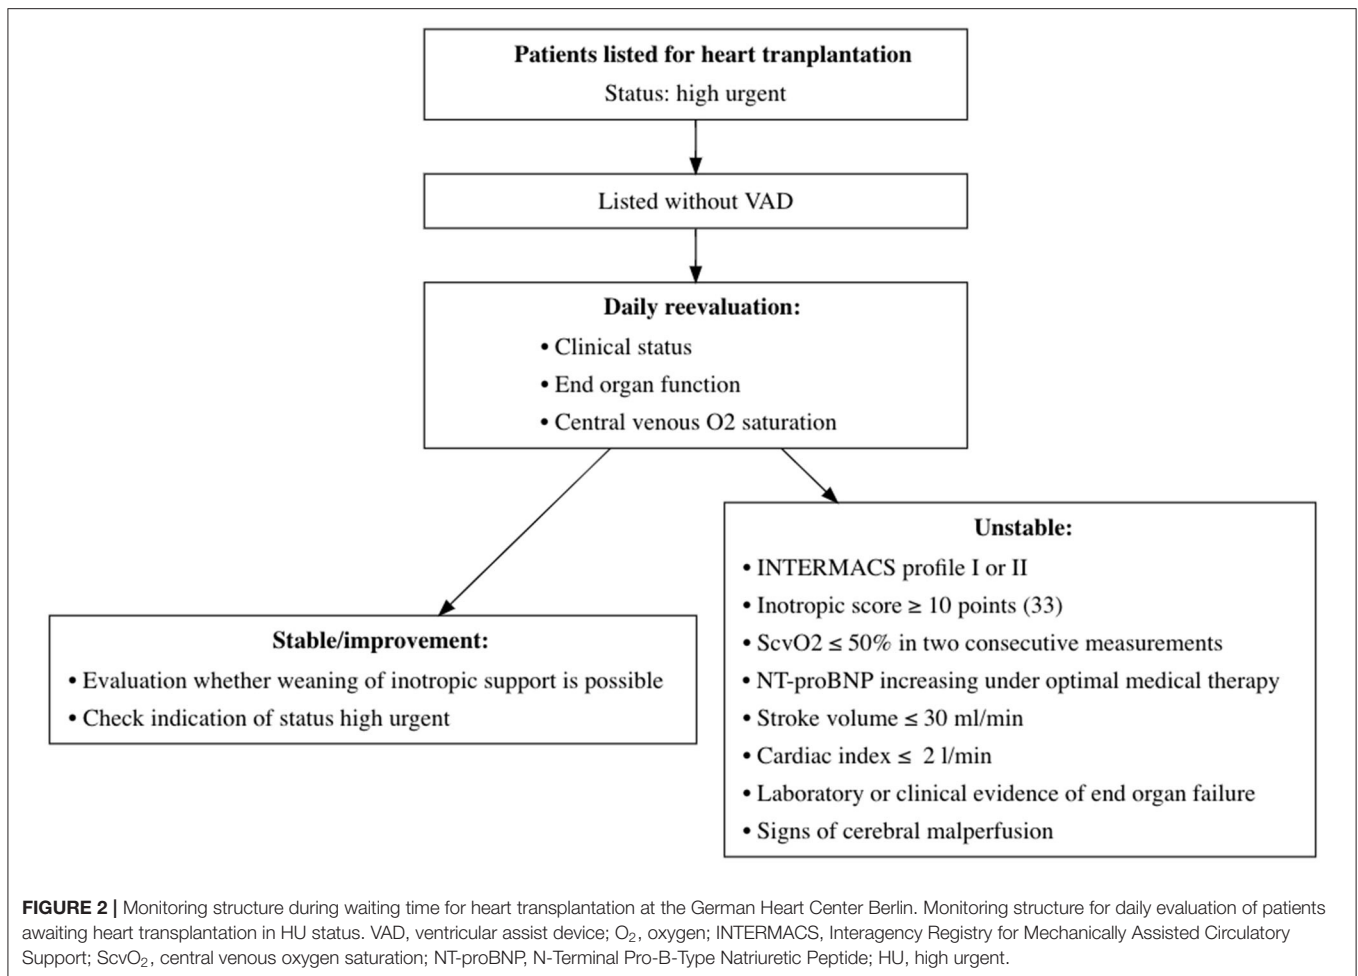 Patients listed for heart tranplantation
Status: high urgent
Listed without VAD
Daily reevaluation:
• Clinical status
• End organ function
• Central venous O2 saturation
Stable/improvement:
• Evaluation whether weaning of inotropic support is possible
• Check indication of status high urgent
Unstable:
• INTERMACS profile I or II
• Inotropic score ≥ 10 points (33)
• ScvO2 ≤ 50% in two consecutive measurements
• NT-proBNP increasing under optimal medical therapy
• Stroke volume ≤ 30 ml/min
• Cardiac index ≤ 2 l/min
• Laboratory or clinical evidence of end organ failure
• Signs of cerebral malperfusion
FIGURE 2 | Monitoring structure during waiting time for heart transplantation at the German Heart Center Berlin. Monitoring structure for daily evaluation of patients
awaiting heart transplantation in HU status. VAD, ventricular assist device; O₂, oxygen; INTERMACS, Interagency Registry for Mechanically Assisted Circulatory
Support; ScvO₂, central venous oxygen saturation; NT-proBNP, N-Terminal Pro-B-Type Natriuretic Peptide; HU, high urgent.